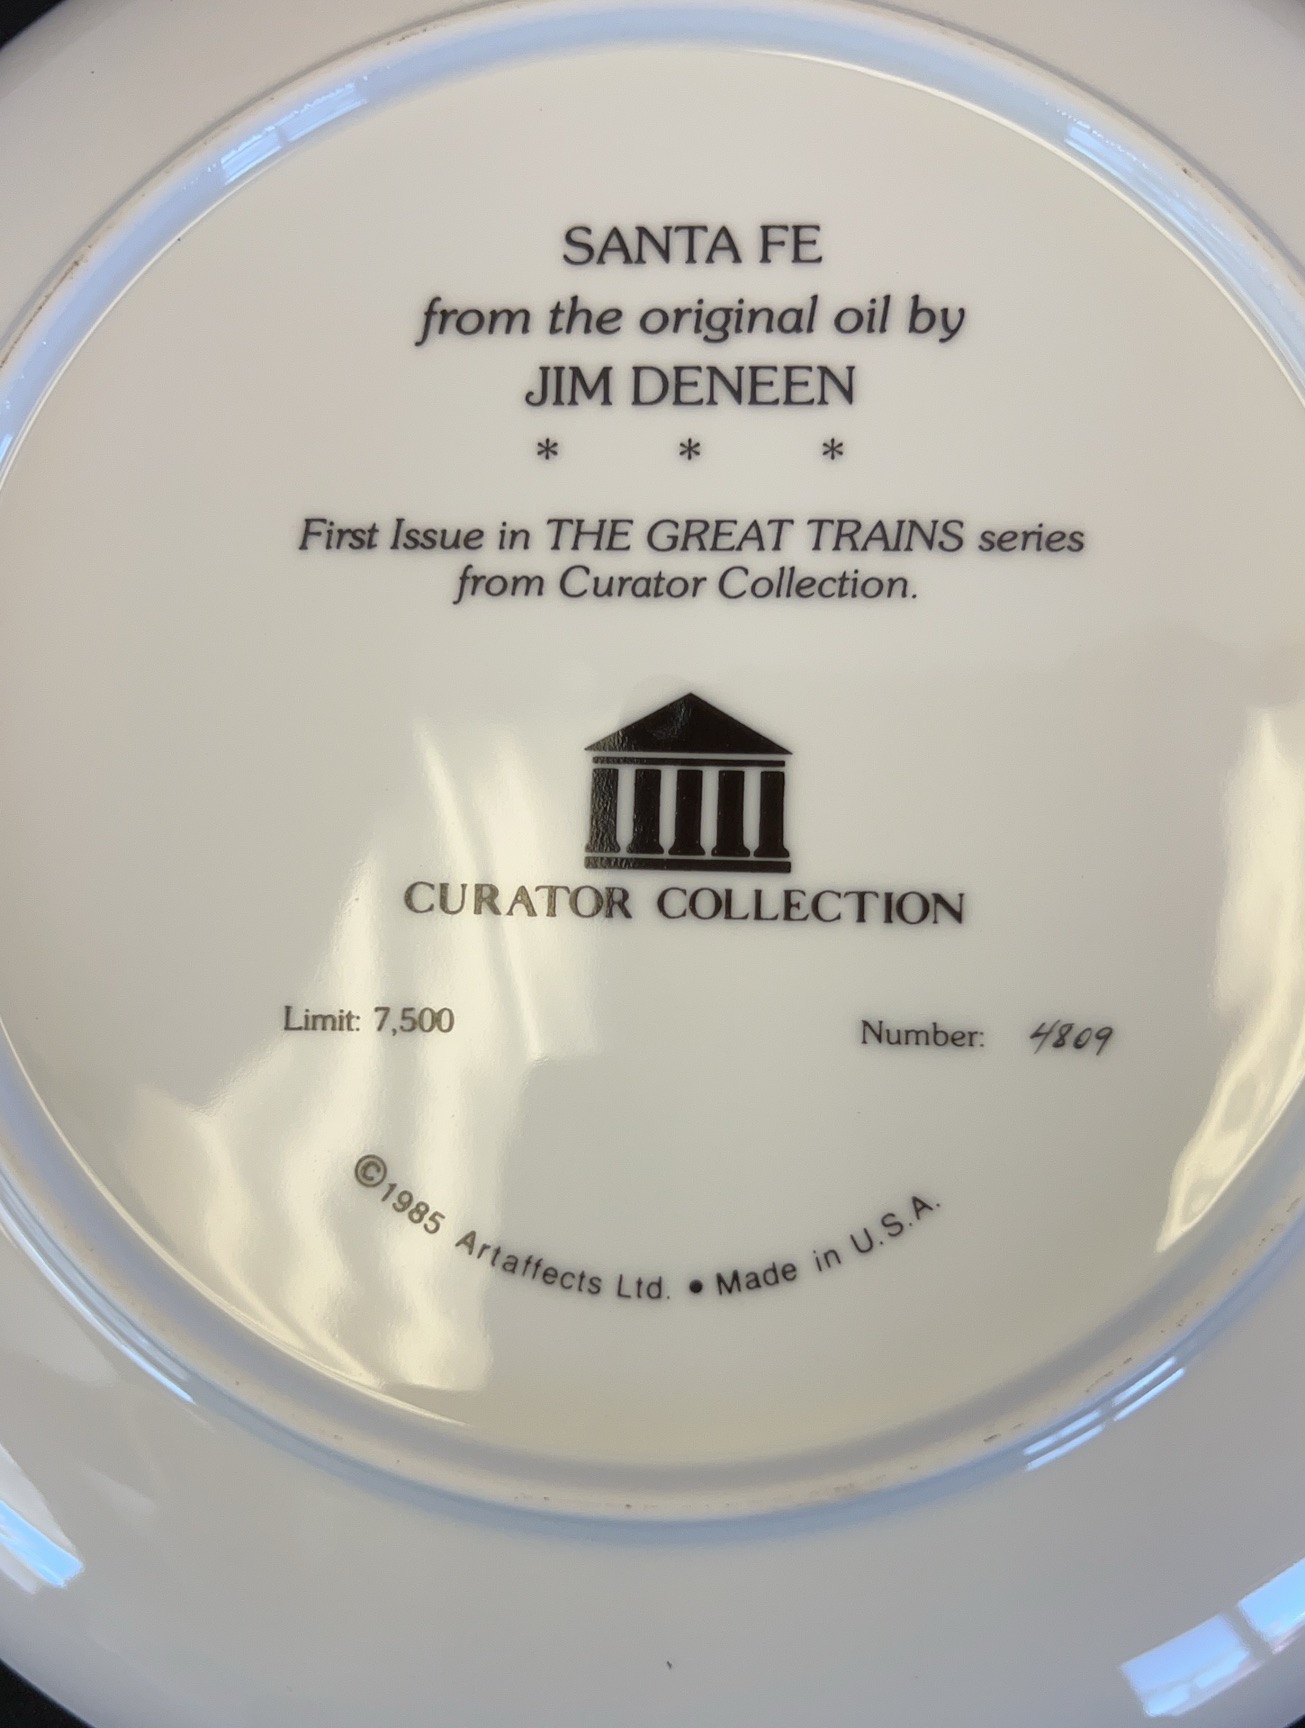 SANTA FE
from the original oil by
JIM DENEEN
* * *
First Issue in THE GREAT TRAINS series
from Curator Collection.
CURATOR COLLECTION
Limit: 7,500
Number: 4809
©1985 Artaffects Ltd. • Made in U.S.A.